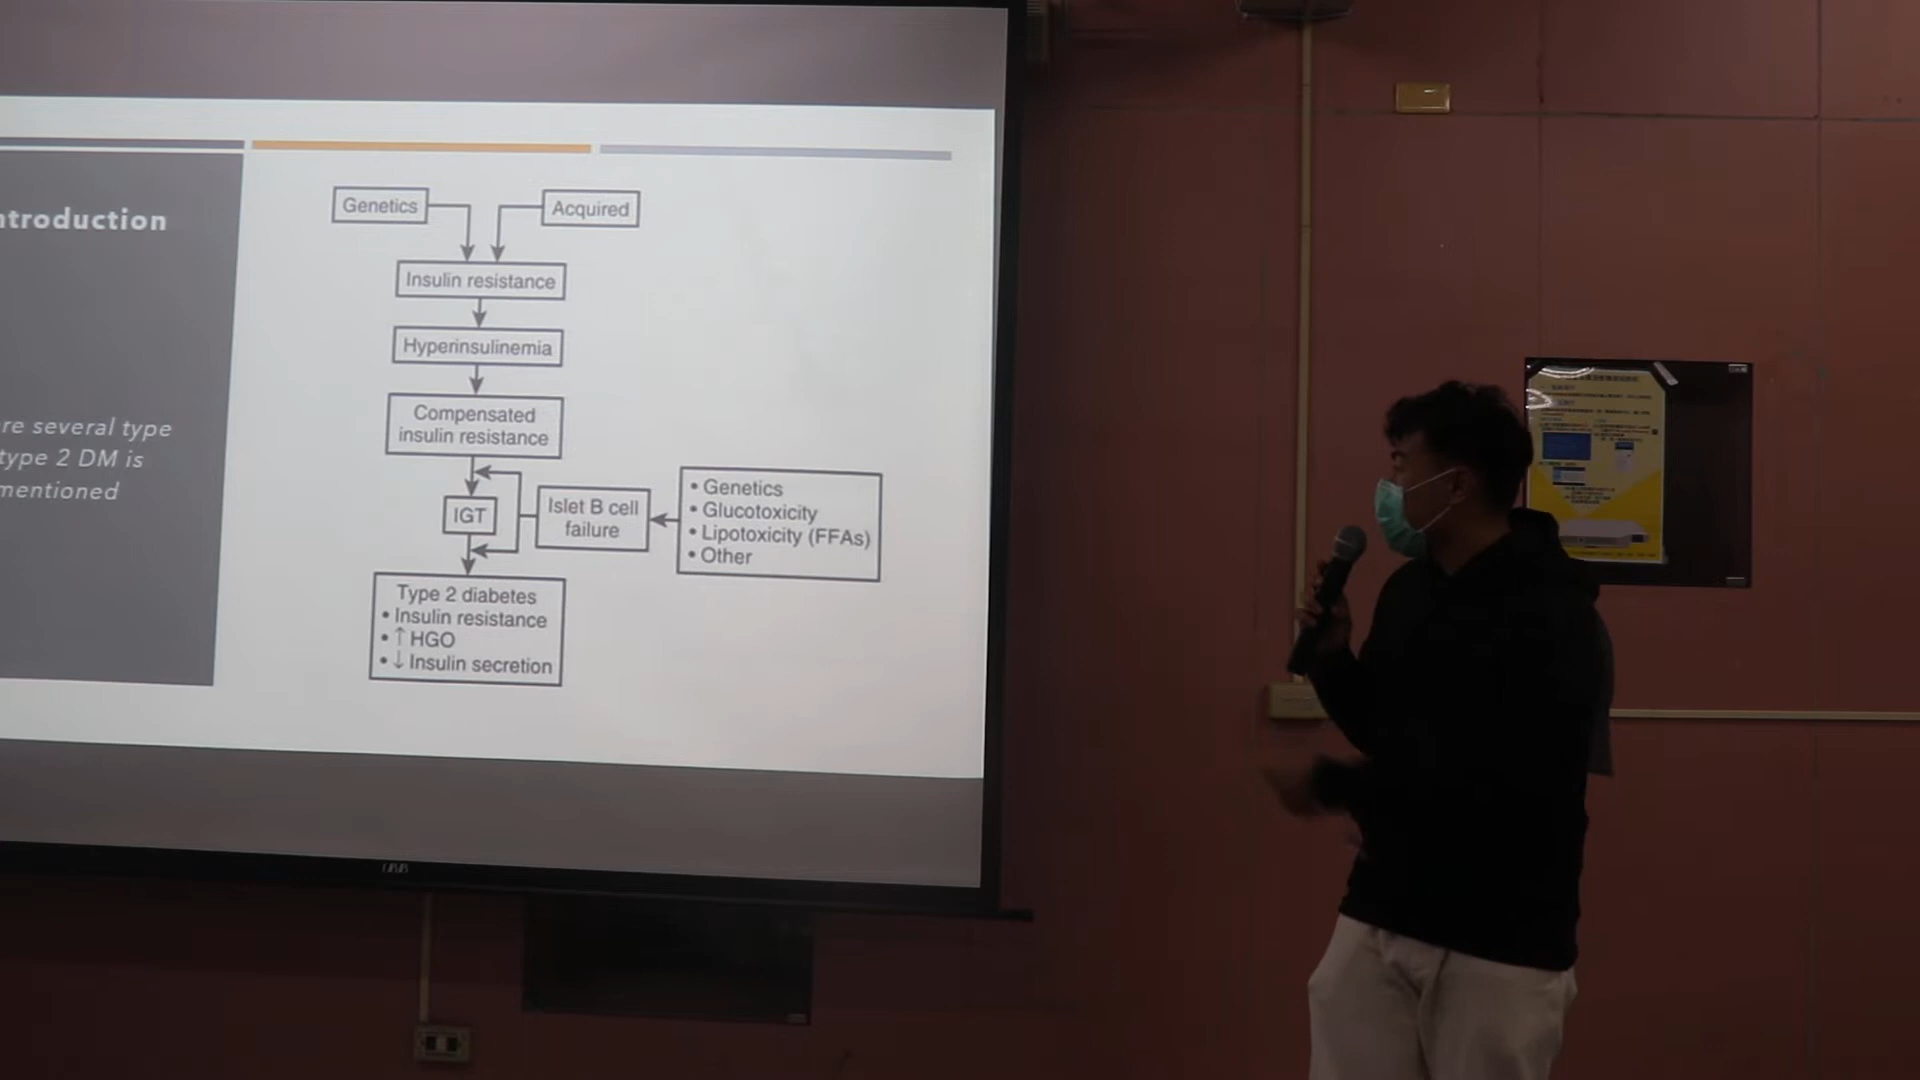 ntroduction
re several type
type 2 DM is
mentioned
Genetics
Acquired
Insulin resistance
Hyperinsulinemia
Compensated
insulin resistance
IGT
Islet B cell
failure
• Genetics
• Glucotoxicity
• Lipotoxicity (FFAs)
• Other
Type 2 diabetes
• Insulin resistance
• ↑ HGO
• ↓ Insulin secretion